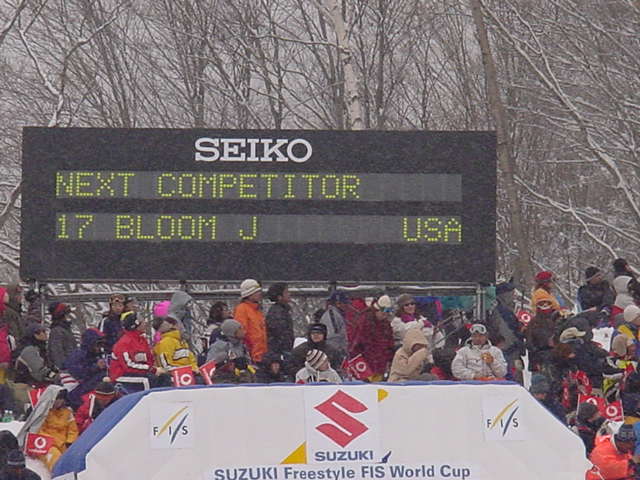 SEIKO
NEXT COMPETITOR
17 BLOOM J USA
FIS
SUZUKI
FIS
SUZUKI Freestyle FIS World Cup